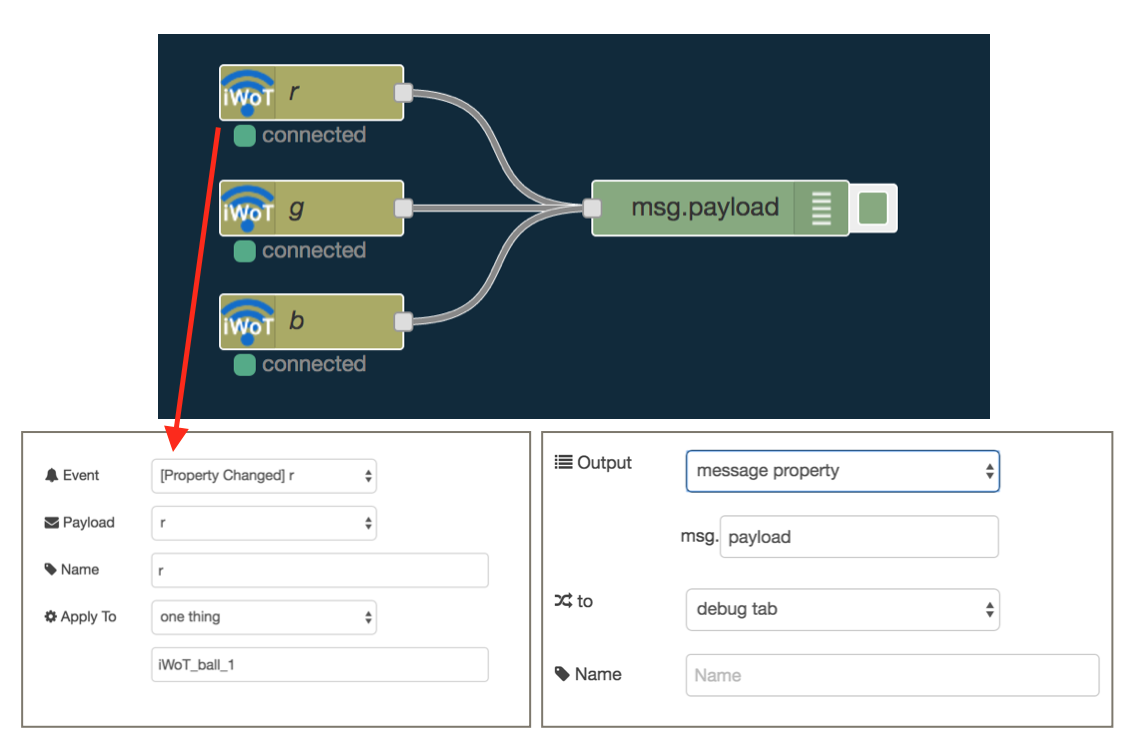 iWoT r
connected
iWoT g
connected
iWoT b
connected
msg.payload
Event [Property Changed] r
Payload r
Name r
Apply To one thing
iWoT_ball_1
Output message property
msg. payload
to debug tab
Name Name